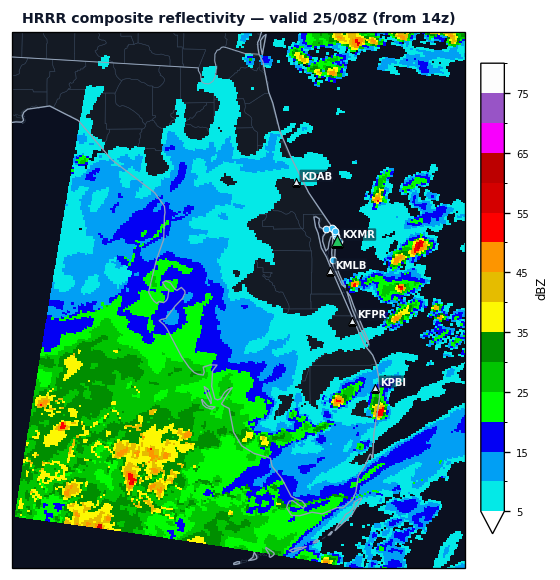 HRRR composite reflectivity — valid 25/08Z (from 14z)
KDAB
KXMR
KMLB
KFPR
KPBI
75
65
55
45
35
25
15
5
dBZ